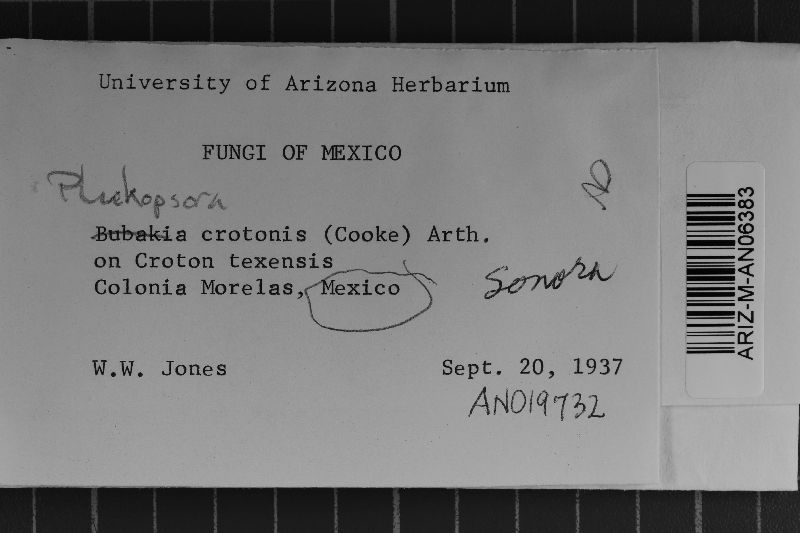 University of Arizona Herbarium
FUNGI OF MEXICO
Phakopsora
Bubakia crotonis (Cooke) Arth.
on Croton texensis
Colonia Morelas, Mexico
Sonora
W.W. Jones
Sept. 20, 1937
AN019732
ARIZ-M-AN06383